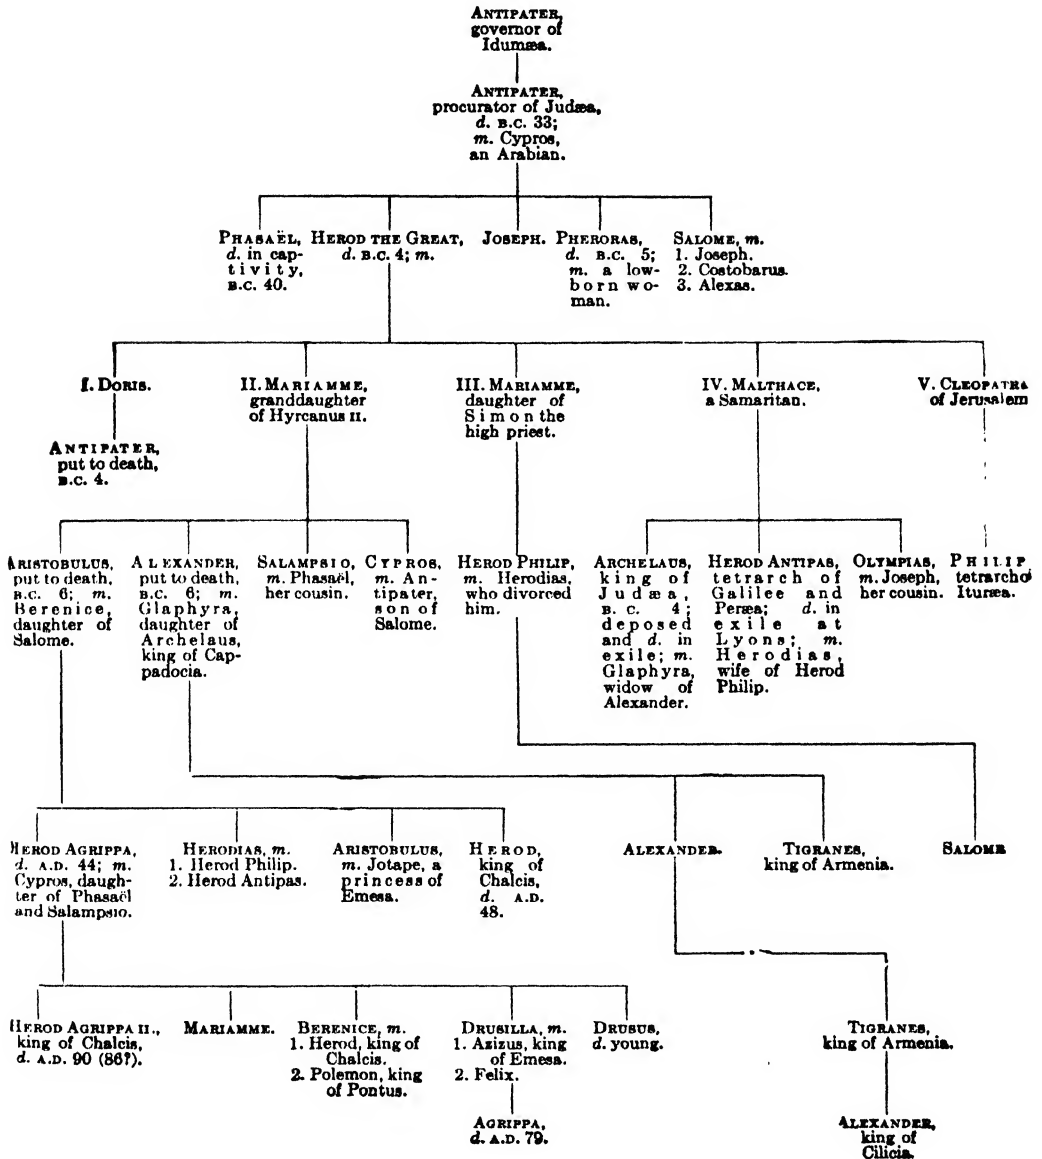 ANTIPATER,
governor of
Idumæa.
ANTIPATER,
procurator of Judæa,
d. B.C. 33;
m. Cypros,
an Arabian.
PHASAËL,
d. in cap-
tivity,
B.C. 40.
HEROD THE GREAT,
d. B.C. 4; m.
JOSEPH.
PHERORAS,
d. B.C. 5;
m. a low-
born wo-
man.
SALOME, m.
1. Joseph.
2. Costobarus.
3. Alexas.
I. DORIS.
II. MARIAMME,
granddaughter
of Hyrcanus II.
III. MARIAMME,
daughter of
Simon the
high priest.
IV. MALTHACE,
a Samaritan.
V. CLEOPATRA
of Jerusalem
ANTIPATER,
put to death,
B.C. 4.
ARISTOBULUS,
put to death,
B.C. 6; m.
Berenice,
daughter of
Salome.
ALEXANDER,
put to death,
B.C. 6; m.
Glaphyra,
daughter of
Archelaus,
king of Cap-
padocia.
SALAMPSIO,
m. Phasaël,
her cousin.
CYPROS,
m. An-
tipater,
son of
Salome.
HEROD PHILIP,
m. Herodias,
who divorced
him.
ARCHELAUS,
king of
Judæa,
B.C. 4;
deposed
and d. in
exile; m.
Glaphyra,
widow of
Alexander.
HEROD ANTIPAS,
tetrarch of
Galilee and
Peræa; d. in
exile at
Lyons; m.
Herodias,
wife of Herod
Philip.
OLYMPIAS,
m. Joseph,
her cousin.
PHILIP,
tetrarch of
Ituræa.
HEROD AGRIPPA,
d. A.D. 44; m.
Cypros, daugh-
ter of Phasaël
and Salampsio.
HERODIAS, m.
1. Herod Philip.
2. Herod Antipas.
ARISTOBULUS,
m. Jotape, a
princess of
Emesa.
HEROD,
king of
Chalcis,
d. A.D.
48.
ALEXANDER.
TIGRANES,
king of Armenia.
SALOME
HEROD AGRIPPA II.,
king of Chalcis,
d. A.D. 90 (86?).
MARIAMME.
BERENICE, m.
1. Herod, king of
Chalcis.
2. Polemon, king
of Pontus.
DRUSILLA, m.
1. Azizus, king
of Emesa.
2. Felix.
DRUSUS,
d. young.
TIGRANES,
king of Armenia.
AGRIPPA,
d. A.D. 79.
ALEXANDER,
king of
Cilicia.